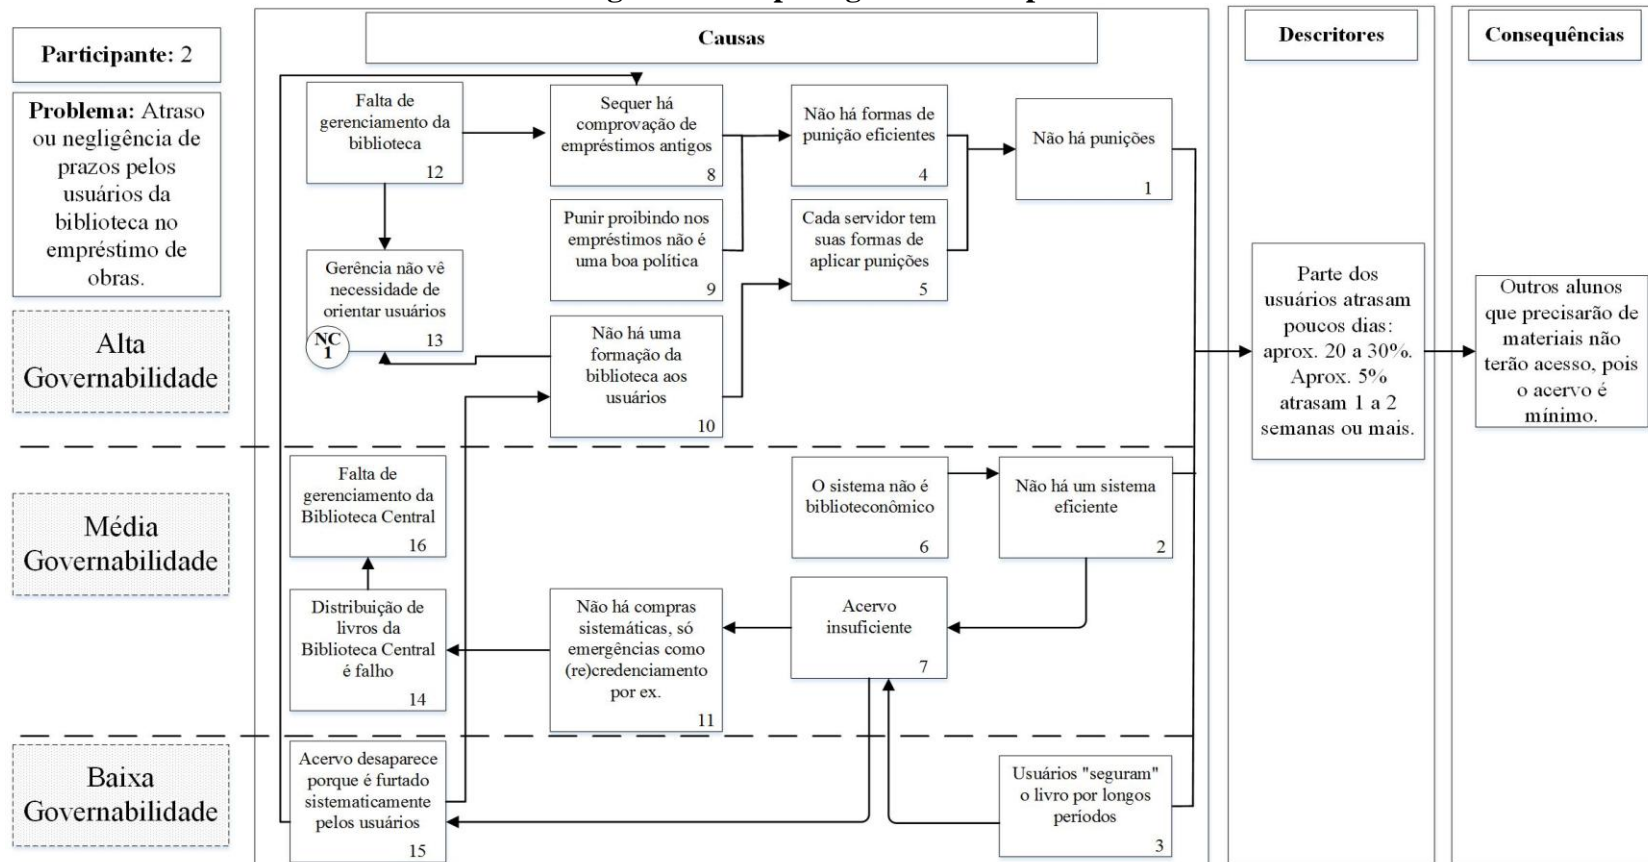 Causas
Descritores
Consequências
Participante: 2
Problema: Atraso
ou negligência de
prazos pelos
usuários da
biblioteca no
empréstimo de
obras.
Alta
Governabilidade
Falta de
gerenciamento da
biblioteca
12
Sequer há
comprovação de
empréstimos antigos
8
Não há formas de
punição eficientes
4
Não há punições
1
Gerência não vê
necessidade de
orientar usuários
13
NC
1
Punir proibindo nos
empréstimos não é
uma boa política
9
Cada servidor tem
suas formas de
aplicar punições
5
Não há uma
formação da
biblioteca aos
usuários
10
Parte dos
usuários atrasam
poucos dias:
aprox. 20 a 30%.
Aprox. 5%
atrasam 1 a 2
semanas ou mais.
Outros alunos
que precisarão de
materiais não
terão acesso, pois
o acervo é
mínimo.
Média
Governabilidade
Falta de
gerenciamento da
Biblioteca Central
16
O sistema não é
biblioteconômico
6
Não há um sistema
eficiente
2
Distribuição de
livros da
Biblioteca Central
é falho
14
Não há compras
sistemáticas, só
emergências como
(re)credenciamento
por ex.
11
Acervo
insuficiente
7
Baixa
Governabilidade
Acervo desaparece
porque é furtado
sistematicamente
pelos usuários
15
Usuários "seguram"
o livro por longos
períodos
3